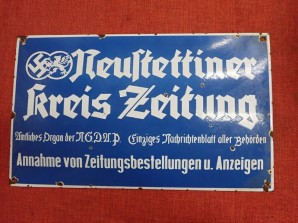 Neustettiner
Kreis Zeitung
Amtliches Organ der N.S.D.A.P. Einziges Nachrichtenblatt aller Behörden
Annahme von Zeitungsbestellungen u. Anzeigen